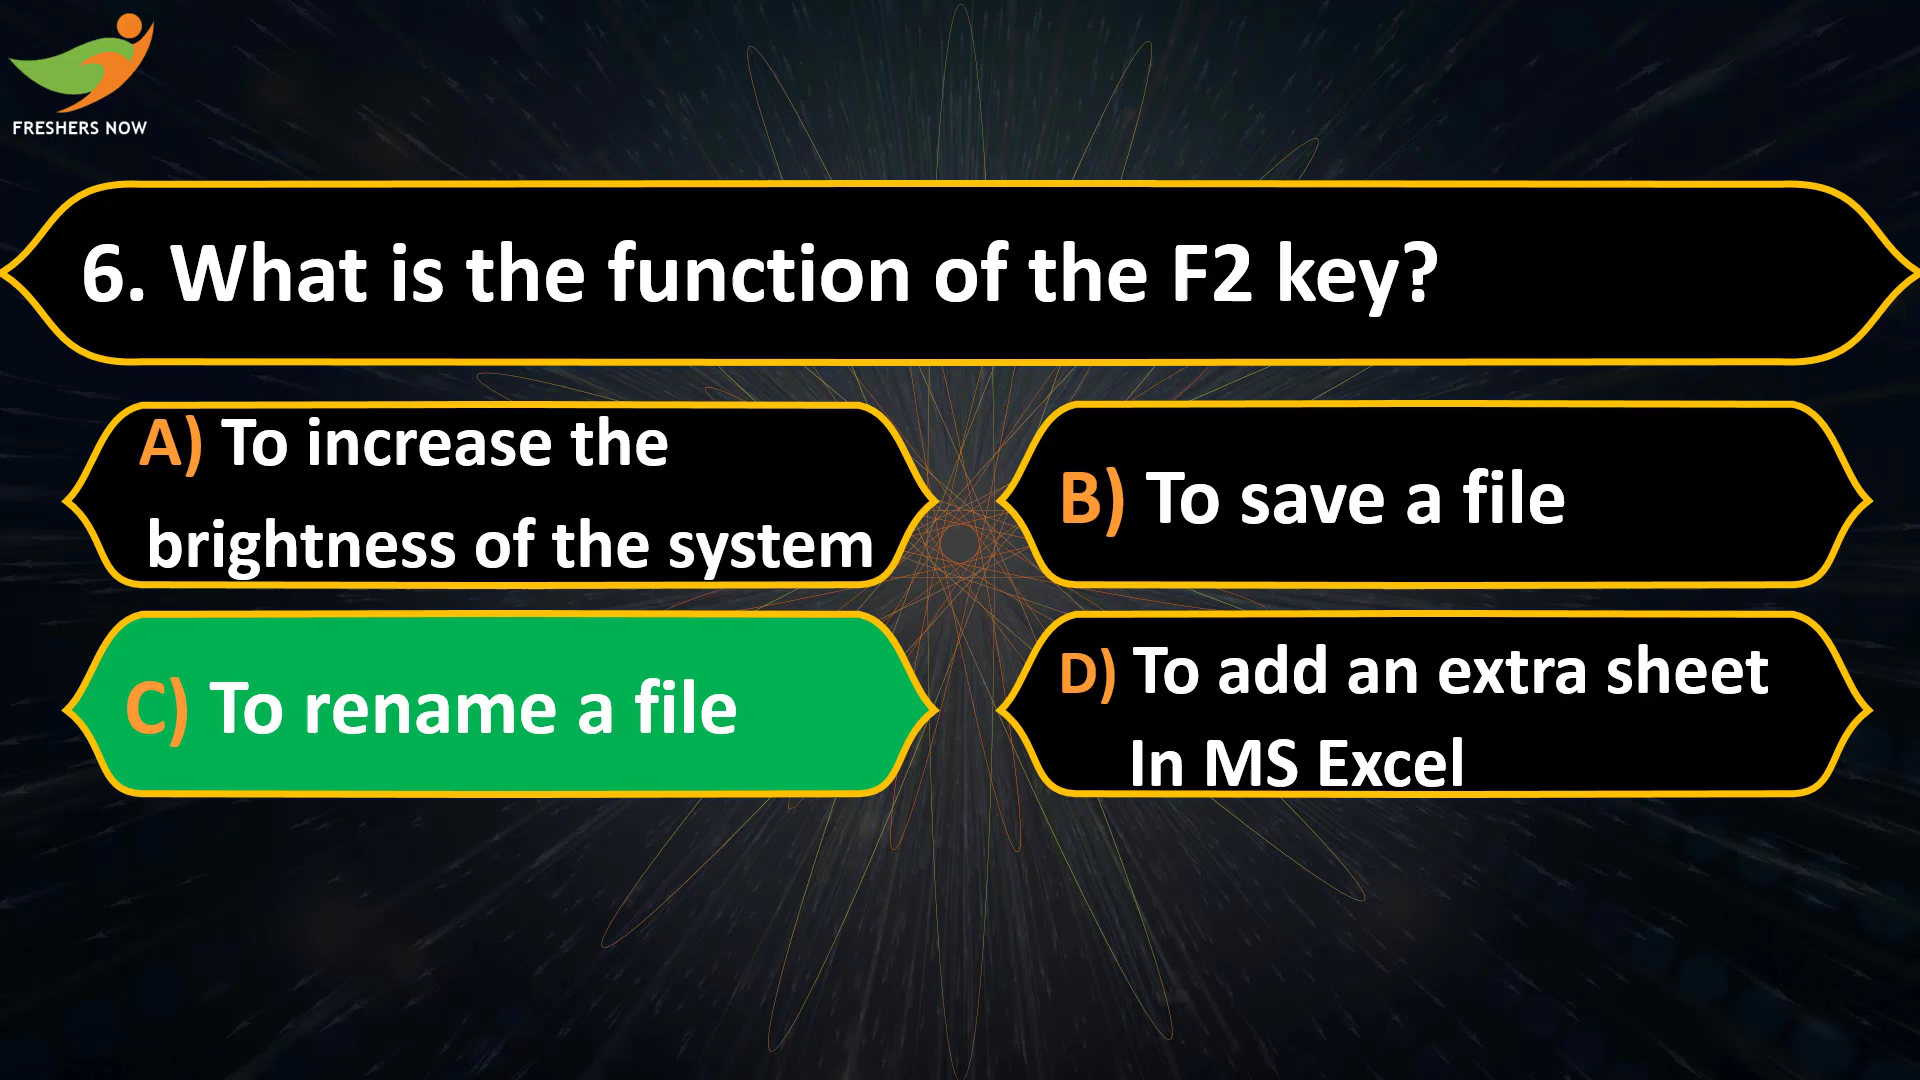 FRESHERS NOW
6. What is the function of the F2 key?
A) To increase the
brightness of the system
B) To save a file
C) To rename a file
D) To add an extra sheet
In MS Excel